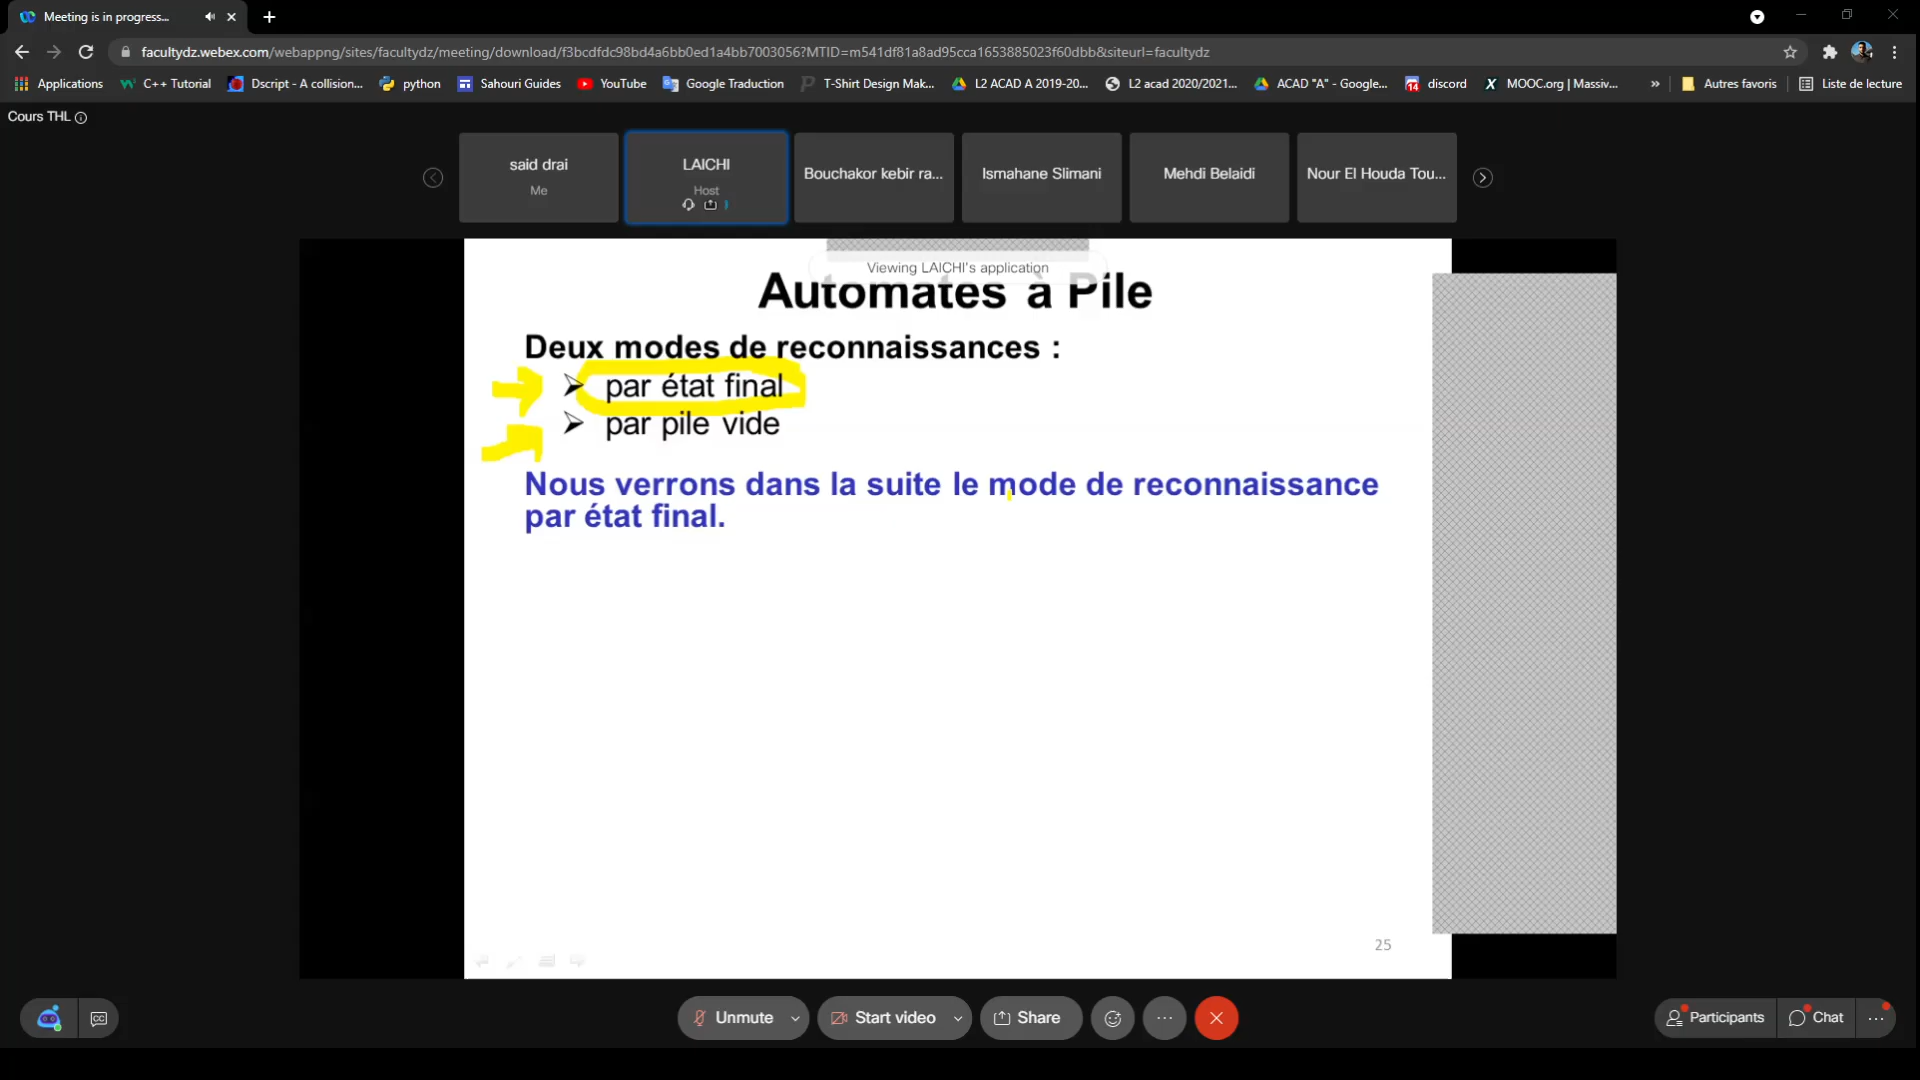 Meeting is in progress...
facultydz.webex.com/webappng/sites/facultydz/meeting/download/f3bcdfdc98bd4a6bb0ed1a4bb7003056?MTID=m541df81a8ad95cca1653885023f60dbb&siteurl=facultydz
Applications C++ Tutorial Dscript - A collision... python Sahouri Guides YouTube Google Traduction T-Shirt Design Mak... L2 ACAD A 2019-20... L2 acad 2020/2021... ACAD "A" - Google... 14 discord MOOC.org | Massiv... » Autres favoris Liste de lecture
Cours THL
said drai
Me
LAICHI
Host
Bouchakor kebir ra...
Ismahane Slimani
Mehdi Belaidi
Nour El Houda Tou...
Viewing LAICHI's application
Automates à Pile
Deux modes de reconnaissances :
➢ par état final
➢ par pile vide
Nous verrons dans la suite le mode de reconnaissance
par état final.
25
CC
Unmute Start video Share
Participants Chat